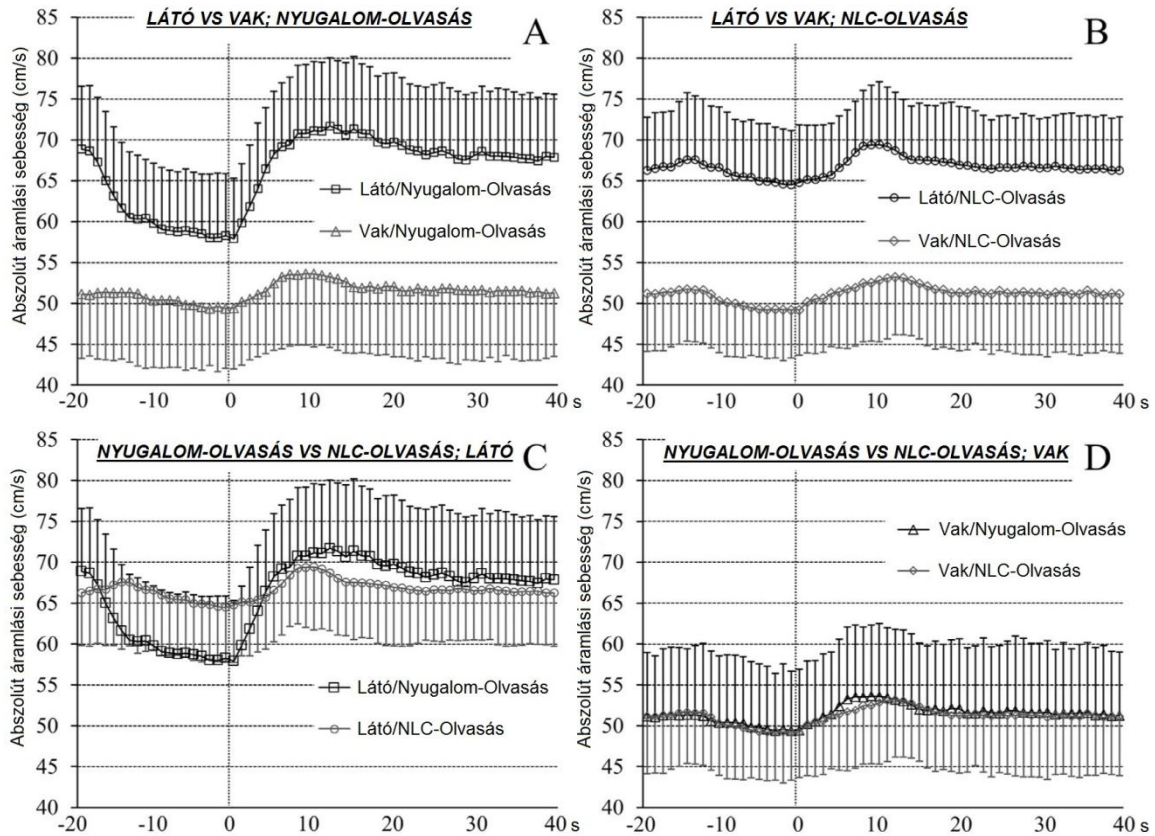 LÁTÓ VS VAK; NYUGALOM-OLVASÁS
A
Abszolút áramlási sebesség (cm/s)
85
80
75
70
65
60
55
50
45
40
Látó/Nyugalom-Olvasás
Vak/Nyugalom-Olvasás
-20 -10 0 10 20 30 40 s
LÁTÓ VS VAK; NLC-OLVASÁS
B
Abszolút áramlási sebesség (cm/s)
85
80
75
70
65
60
55
50
45
40
Látó/NLC-Olvasás
Vak/NLC-Olvasás
-20 -10 0 10 20 30 40 s
NYUGALOM-OLVASÁS VS NLC-OLVASÁS; LÁTÓ
C
Abszolút áramlási sebesség (cm/s)
85
80
75
70
65
60
55
50
45
40
Látó/Nyugalom-Olvasás
Látó/NLC-Olvasás
-20 -10 0 10 20 30 40 s
NYUGALOM-OLVASÁS VS NLC-OLVASÁS; VAK
D
Abszolút áramlási sebesség (cm/s)
85
80
75
70
65
60
55
50
45
40
Vak/Nyugalom-Olvasás
Vak/NLC-Olvasás
-20 -10 0 10 20 30 40 s